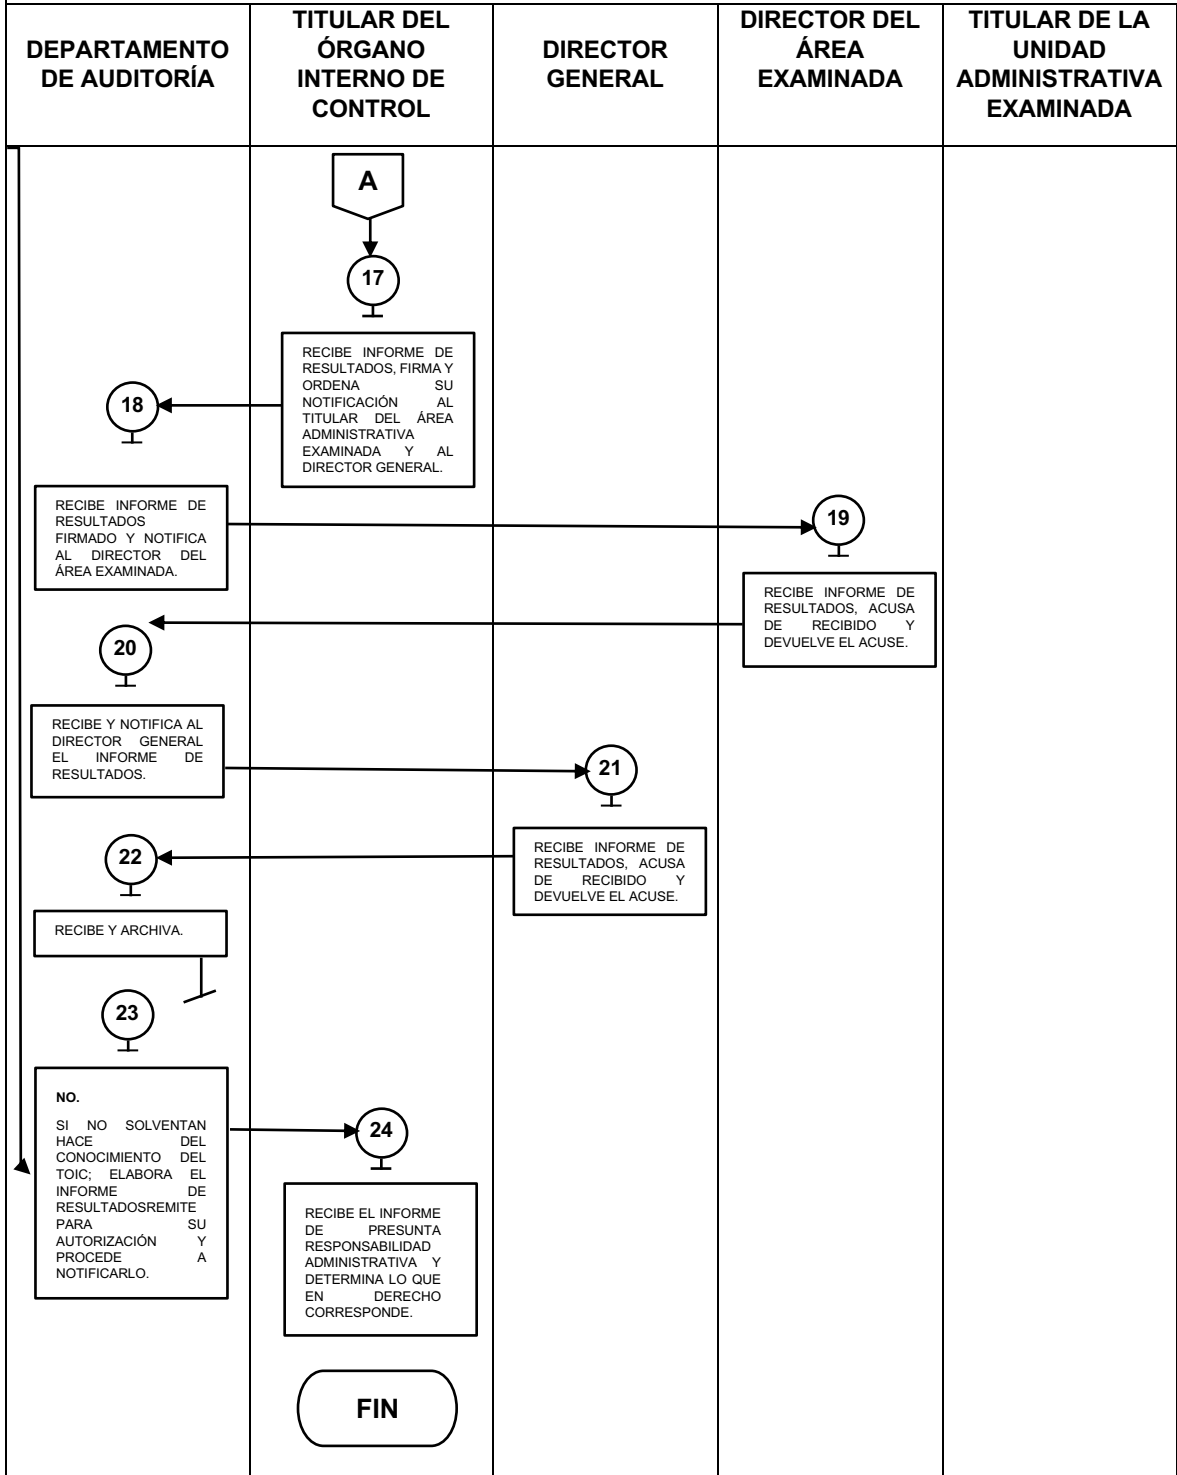 DEPARTAMENTO
DE AUDITORÍA
TITULAR DEL
ÓRGANO
INTERNO DE
CONTROL
DIRECTOR
GENERAL
DIRECTOR DEL
ÁREA
EXAMINADA
TITULAR DE LA
UNIDAD
ADMINISTRATIVA
EXAMINADA
A
17
RECIBE INFORME DE
RESULTADOS, FIRMA Y
ORDENA SU
NOTIFICACIÓN AL
TITULAR DEL ÁREA
ADMINISTRATIVA
EXAMINADA Y AL
DIRECTOR GENERAL.
18
RECIBE INFORME DE
RESULTADOS
FIRMADO Y NOTIFICA
AL DIRECTOR DEL
ÁREA EXAMINADA.
19
RECIBE INFORME DE
RESULTADOS, ACUSA
DE RECIBIDO Y
DEVUELVE EL ACUSE.
20
RECIBE Y NOTIFICA AL
DIRECTOR GENERAL
EL INFORME DE
RESULTADOS.
21
RECIBE INFORME DE
RESULTADOS, ACUSA
DE RECIBIDO Y
DEVUELVE EL ACUSE.
22
RECIBE Y ARCHIVA.
23
NO.
SI NO SOLVENTAN
HACE DEL
CONOCIMIENTO DEL
TOIC; ELABORA EL
INFORME DE
RESULTADOSREMITE
PARA SU
AUTORIZACIÓN Y
PROCEDE A
NOTIFICARLO.
24
RECIBE EL INFORME
DE PRESUNTA
RESPONSABILIDAD
ADMINISTRATIVA Y
DETERMINA LO QUE
EN DERECHO
CORRESPONDE.
FIN